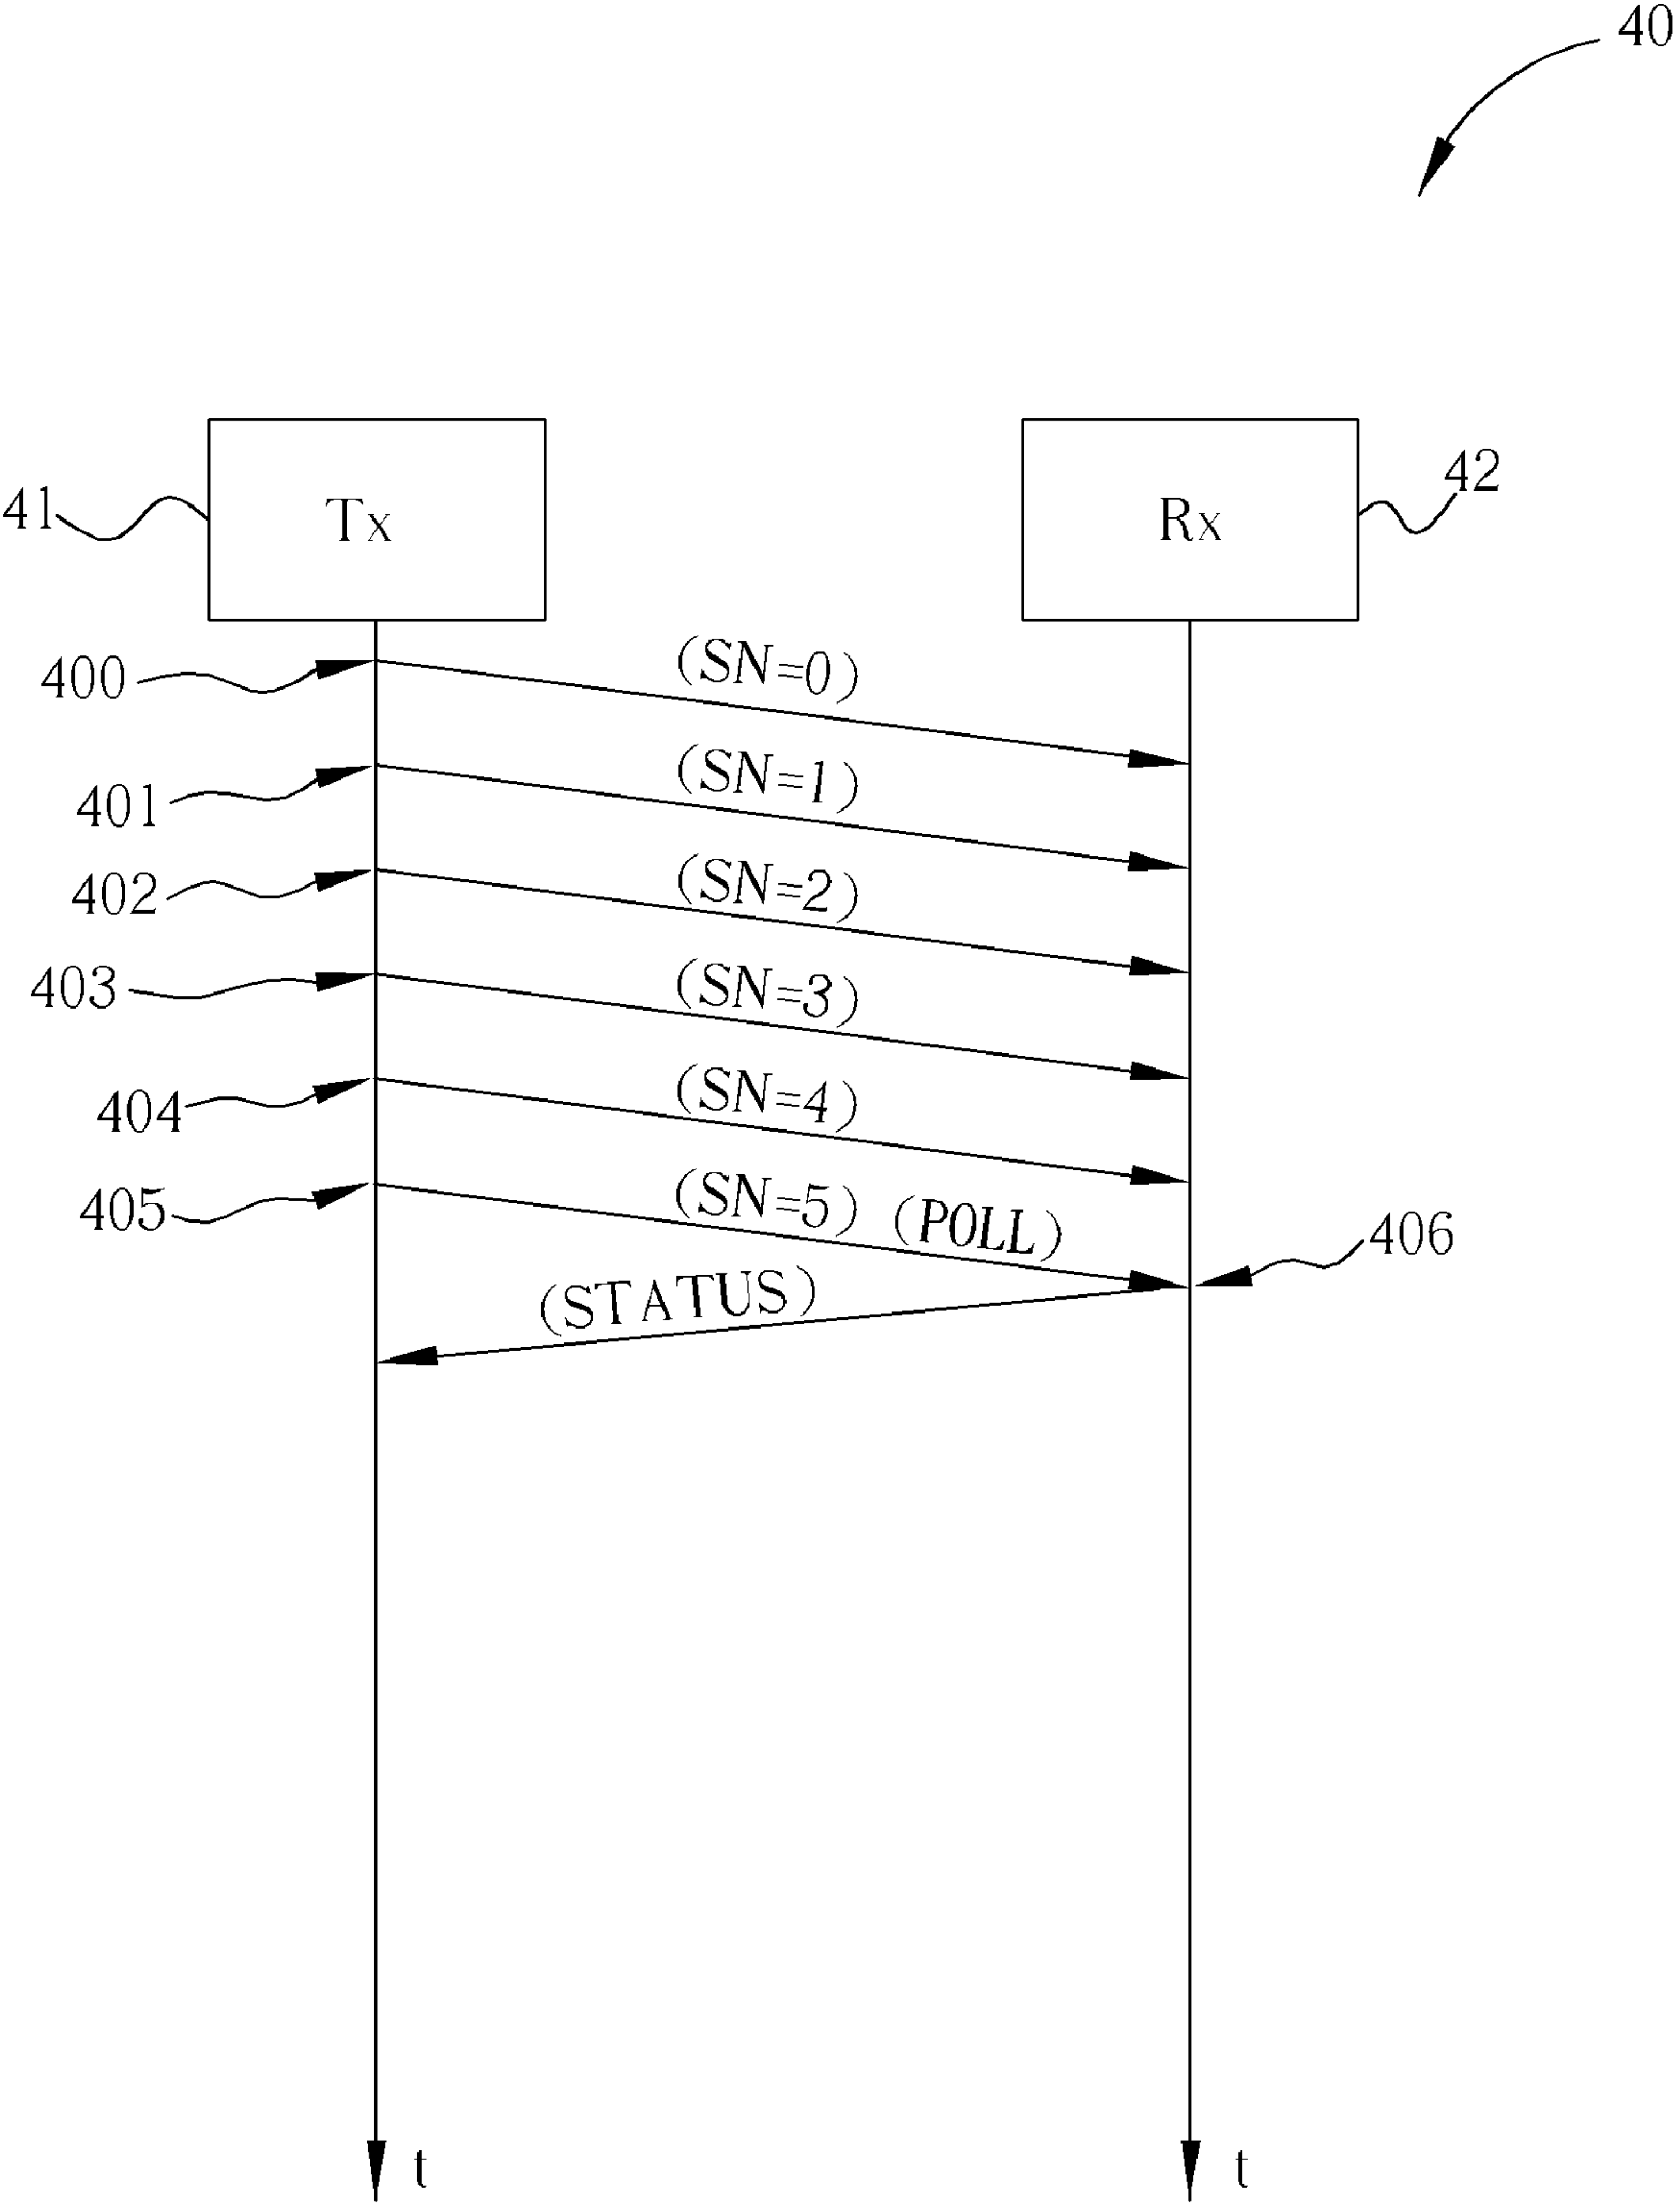 40
41
Tx
Rx
42
400
(SN=0)
401
(SN=1)
402
(SN=2)
403
(SN=3)
404
(SN=4)
405
(SN=5) (POLL)
406
(STATUS)
t
t